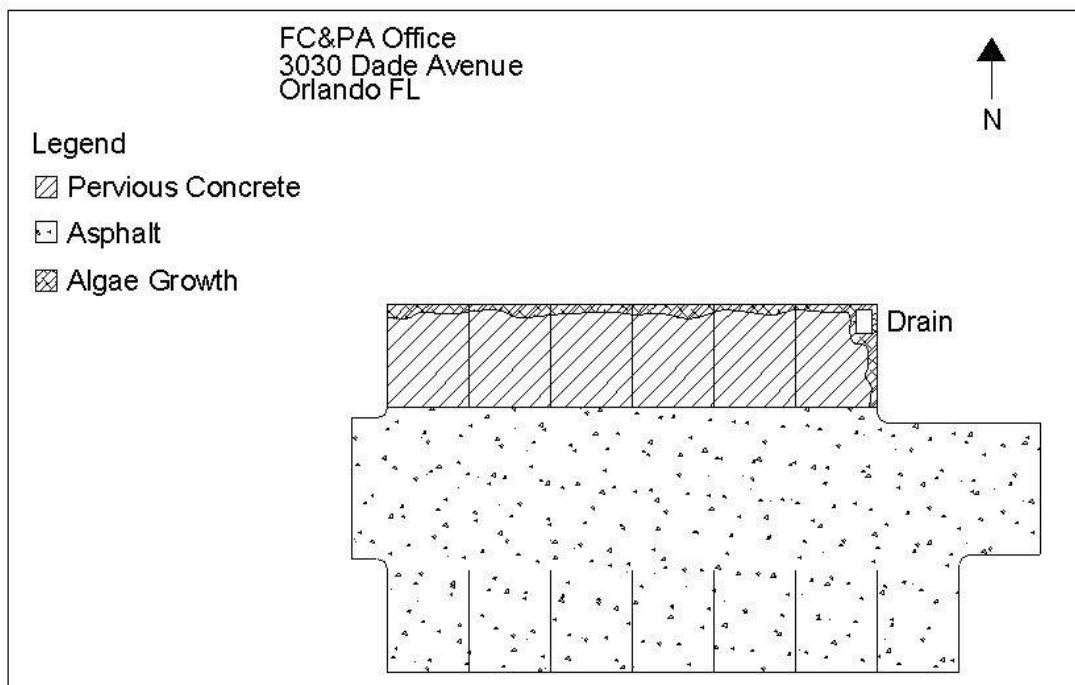 FC&PA Office
3030 Dade Avenue
Orlando FL
N
Legend
Pervious Concrete
Asphalt
Algae Growth
Drain